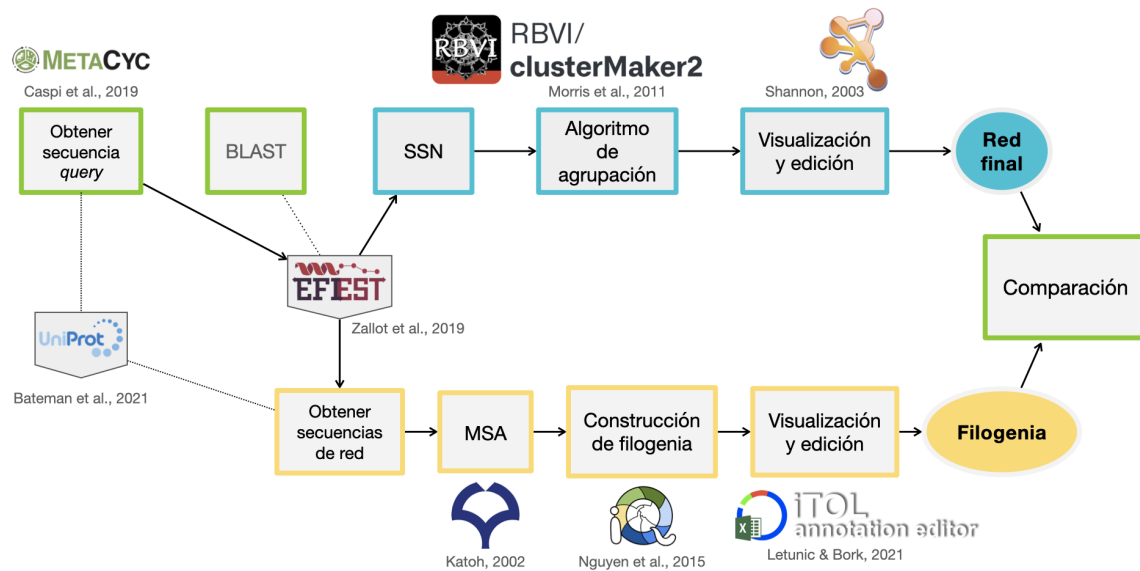 METACYC
Caspi et al., 2019
Obtener
secuencia
query
BLAST
RBVI
RBVI/
clusterMaker2
Morris et al., 2011
Shannon, 2003
SSN
Algoritmo
de
agrupación
Visualización
y edición
Red
final
EFIEST
Zallot et al., 2019
Comparación
UniProt
Bateman et al., 2021
Obtener
secuencias
de red
MSA
Construcción
de filogenia
Visualización
y edición
Filogenia
Katoh, 2002
Nguyen et al., 2015
X
iTOL
annotation editor
Letunic & Bork, 2021